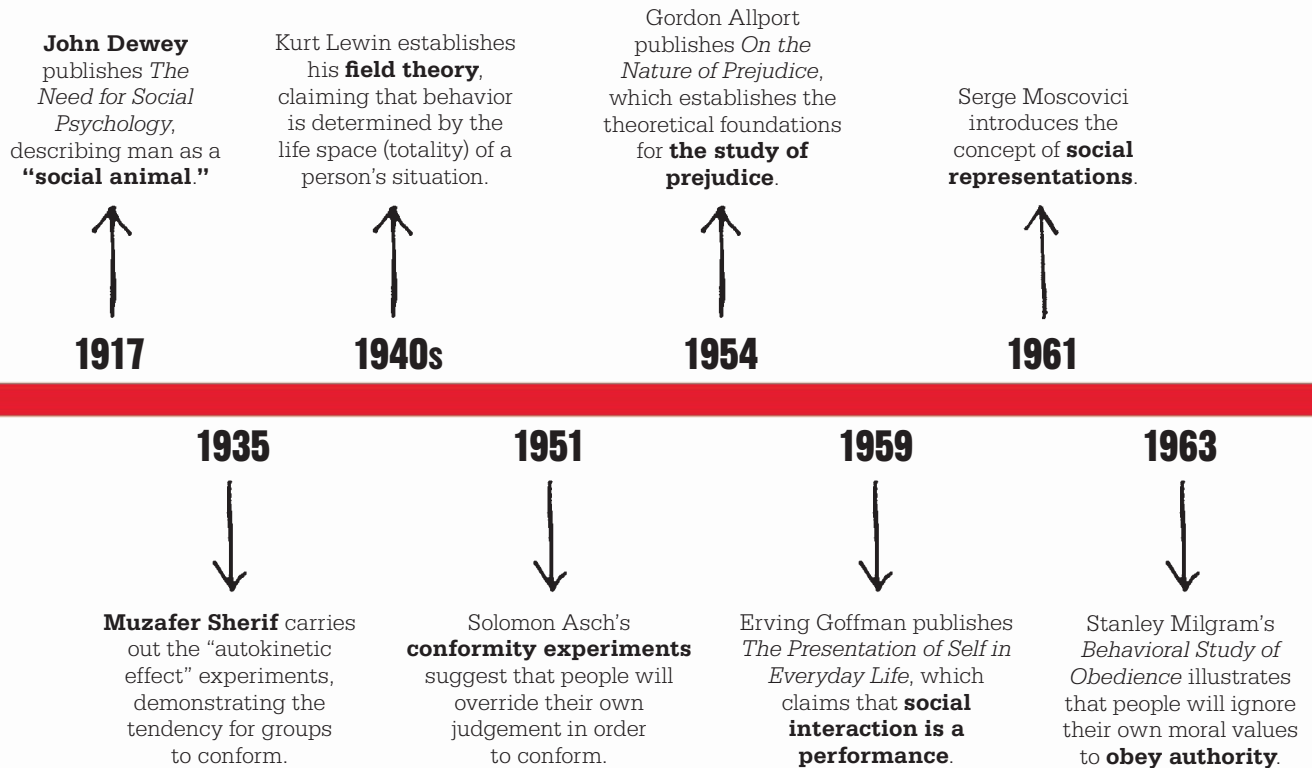 John Dewey
publishes The
Need for Social
Psychology,
describing man as a
“social animal.”
1917
Kurt Lewin establishes
his field theory,
claiming that behavior
is determined by the
life space (totality) of a
person’s situation.
1940s
Gordon Allport
publishes On the
Nature of Prejudice,
which establishes the
theoretical foundations
for the study of
prejudice.
1954
Serge Moscovici
introduces the
concept of social
representations.
1961
1935
Muzafer Sherif carries
out the “autokinetic
effect” experiments,
demonstrating the
tendency for groups
to conform.
1951
Solomon Asch’s
conformity experiments
suggest that people will
override their own
judgement in order
to conform.
1959
Erving Goffman publishes
The Presentation of Self in
Everyday Life, which
claims that social
interaction is a
performance.
1963
Stanley Milgram’s
Behavioral Study of
Obedience illustrates
that people will ignore
their own moral values
to obey authority.